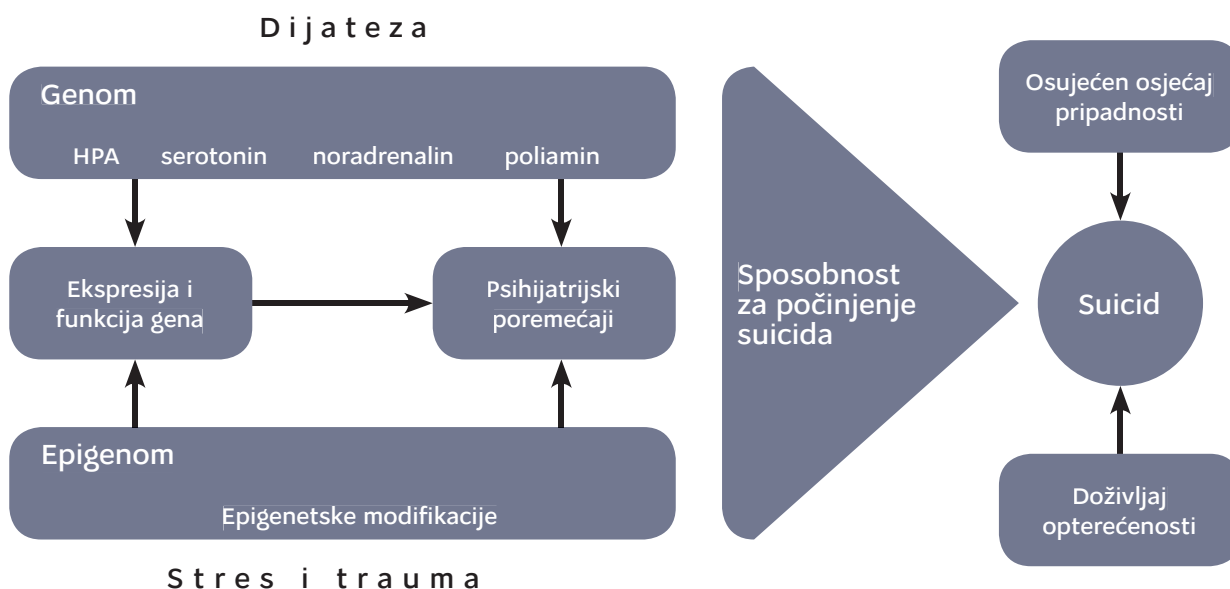 Dijateza
Genom
HPA serotonin noradrenalin poliamin
Ekspresija i
funkcija gena
Psihijatrijski
poremećaji
Epigenom
Epigenetske modifikacije
Stres i trauma
Sposobnost
za počinjenje
suicida
Osujećen osjećaj
pripadnosti
Suicid
Doživljaj
opterećenosti